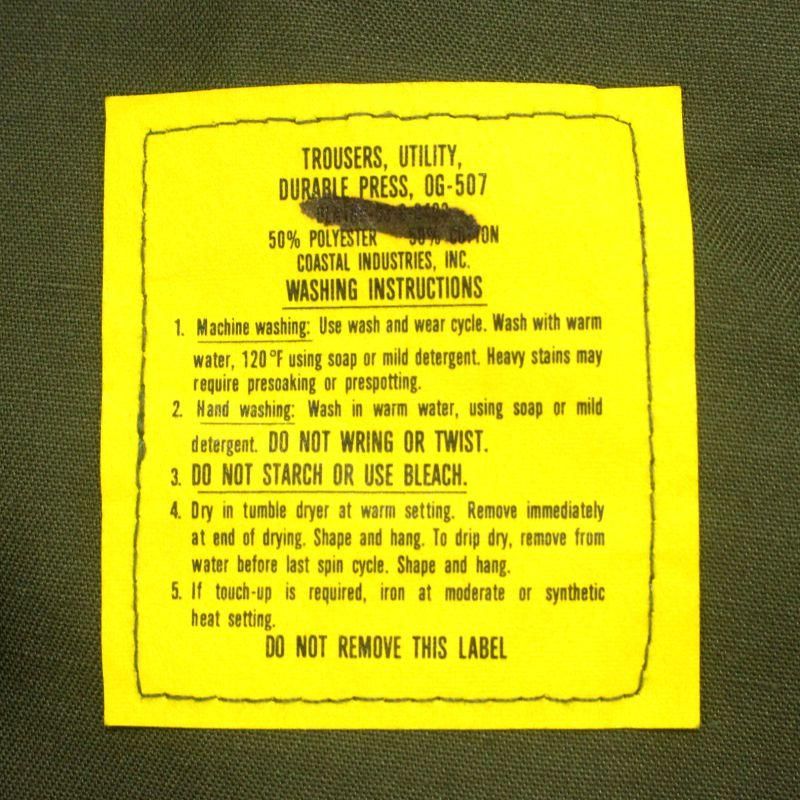 TROUSERS, UTILITY,
DURABLE PRESS, OG-507
50% POLYESTER 50% COTTON
COASTAL INDUSTRIES, INC.
WASHING INSTRUCTIONS
1. Machine washing: Use wash and wear cycle. Wash with warm
water, 120°F using soap or mild detergent. Heavy stains may
require presoaking or prespotting.
2. Hand washing: Wash in warm water, using soap or mild
detergent. DO NOT WRING OR TWIST.
3. DO NOT STARCH OR USE BLEACH.
4. Dry in tumble dryer at warm setting. Remove immediately
at end of drying. Shape and hang. To drip dry, remove from
water before last spin cycle. Shape and hang.
5. If touch-up is required, iron at moderate or synthetic
heat setting.
DO NOT REMOVE THIS LABEL